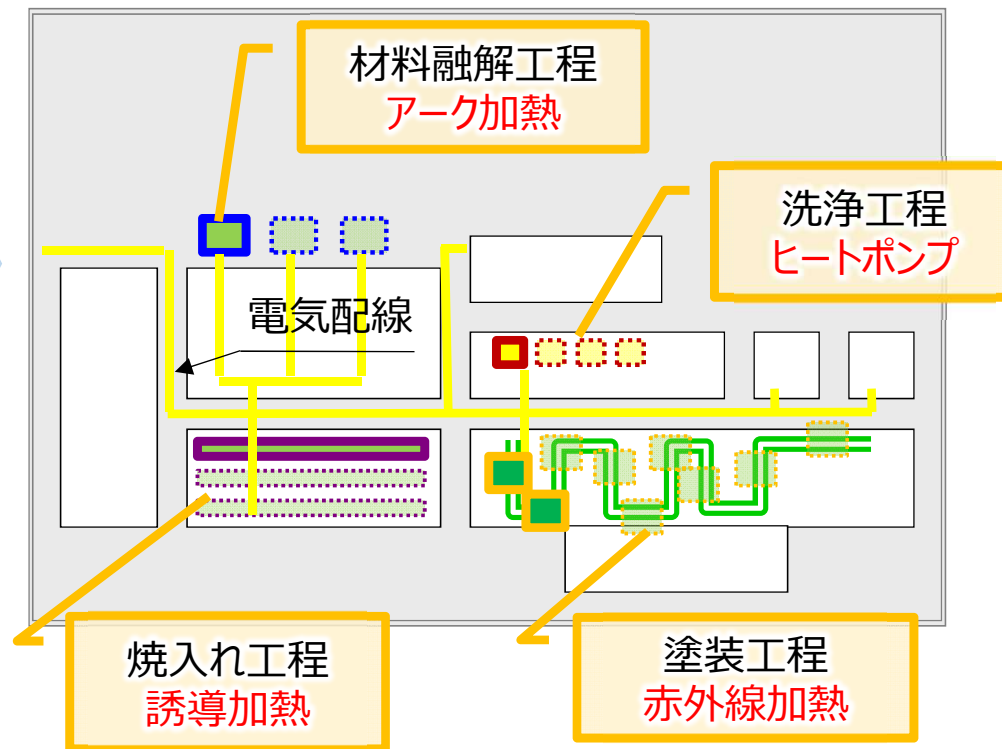 材料融解工程
アーク加熱
洗浄工程
ヒートポンプ
電気配線
焼入れ工程
誘導加熱
塗装工程
赤外線加熱